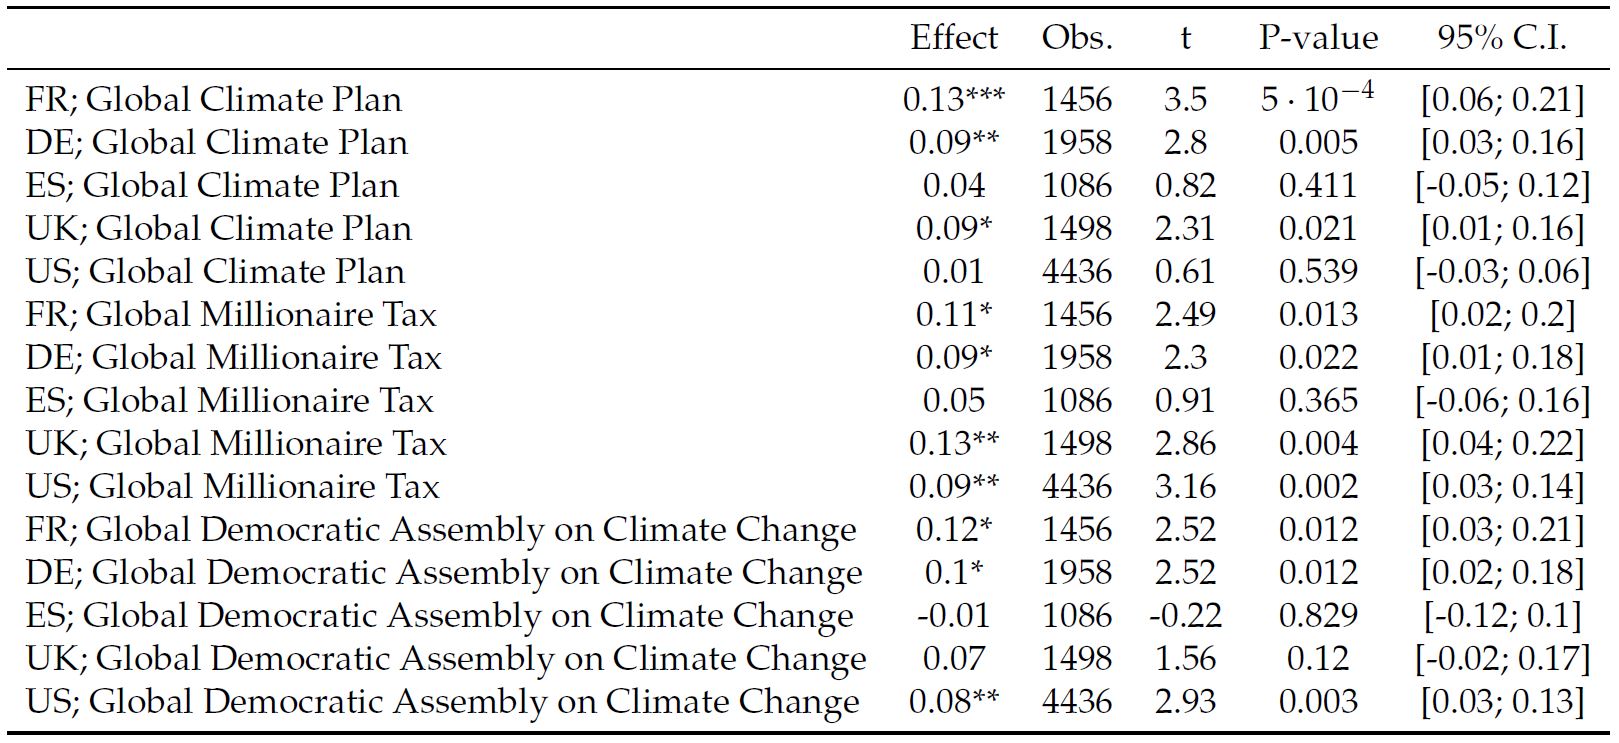 Effect Obs. t P-value 95% C.I.
FR; Global Climate Plan 0.13*** 1456 3.5 5 · 10⁻⁴ [0.06; 0.21]
DE; Global Climate Plan 0.09** 1958 2.8 0.005 [0.03; 0.16]
ES; Global Climate Plan 0.04 1086 0.82 0.411 [-0.05; 0.12]
UK; Global Climate Plan 0.09* 1498 2.31 0.021 [0.01; 0.16]
US; Global Climate Plan 0.01 4436 0.61 0.539 [-0.03; 0.06]
FR; Global Millionaire Tax 0.11* 1456 2.49 0.013 [0.02; 0.2]
DE; Global Millionaire Tax 0.09* 1958 2.3 0.022 [0.01; 0.18]
ES; Global Millionaire Tax 0.05 1086 0.91 0.365 [-0.06; 0.16]
UK; Global Millionaire Tax 0.13** 1498 2.86 0.004 [0.04; 0.22]
US; Global Millionaire Tax 0.09** 4436 3.16 0.002 [0.03; 0.14]
FR; Global Democratic Assembly on Climate Change 0.12* 1456 2.52 0.012 [0.03; 0.21]
DE; Global Democratic Assembly on Climate Change 0.1* 1958 2.52 0.012 [0.02; 0.18]
ES; Global Democratic Assembly on Climate Change -0.01 1086 -0.22 0.829 [-0.12; 0.1]
UK; Global Democratic Assembly on Climate Change 0.07 1498 1.56 0.12 [-0.02; 0.17]
US; Global Democratic Assembly on Climate Change 0.08** 4436 2.93 0.003 [0.03; 0.13]